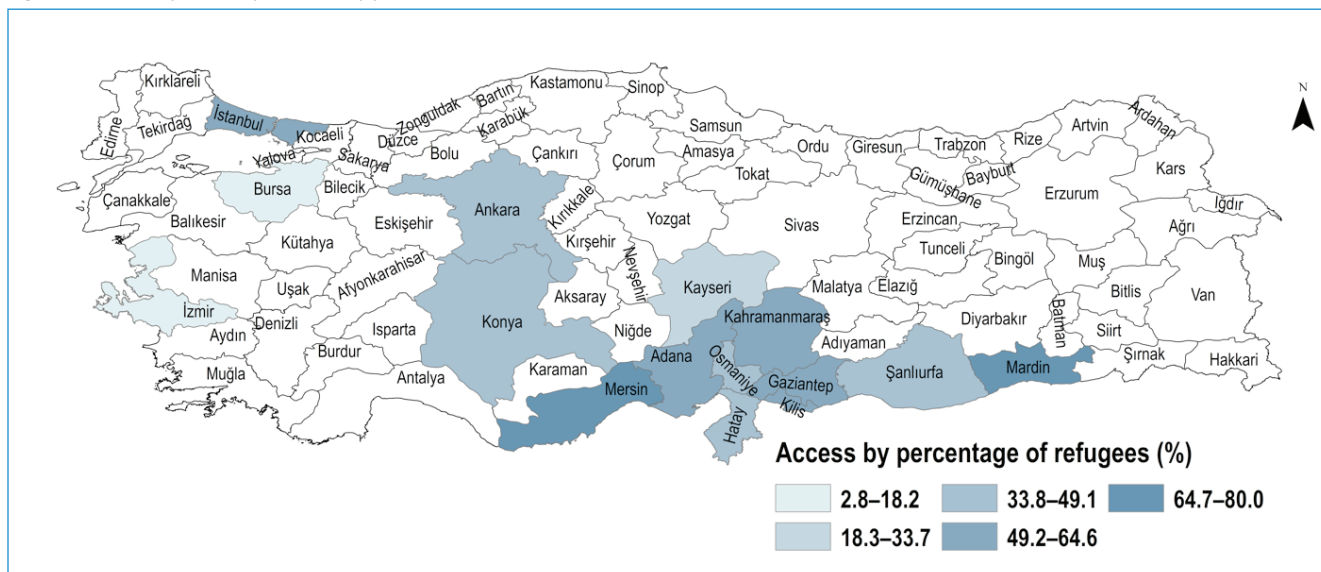 N
Kırklareli
Edirne
Tekirdağ
İstanbul
Kocaeli
Yalova
Sakarya
Düzce
Zongutdak
Bartın
Karabük
Kastamonu
Sinop
Bolu
Çankırı
Çorum
Samsun
Amasya
Tokat
Ordu
Giresun
Trabzon
Gümüşhane
Bayburt
Rize
Artvin
Ardahan
Kars
Iğdır
Çanakkale
Balıkesir
Bursa
Bilecik
Eskişehir
Kütahya
Ankara
Kırıkkale
Kırşehir
Yozgat
Sivas
Erzincan
Tunceli
Erzurum
Ağrı
Manisa
Uşak
Afyonkarahisar
Konya
Aksaray
Nevşehir
Kayseri
Niğde
Malatya
Elazığ
Bingöl
Muş
Bitlis
Van
İzmir
Aydın
Denizli
Isparta
Burdur
Muğla
Antalya
Karaman
Mersin
Adana
Kahramanmaraş
Osmaniye
Gaziantep
Kilis
Hatay
Adıyaman
Şanlıurfa
Diyarbakır
Batman
Mardin
Siirt
Şırnak
Hakkari
Access by percentage of refugees (%)
2.8–18.2
33.8–49.1
64.7–80.0
18.3–33.7
49.2–64.6